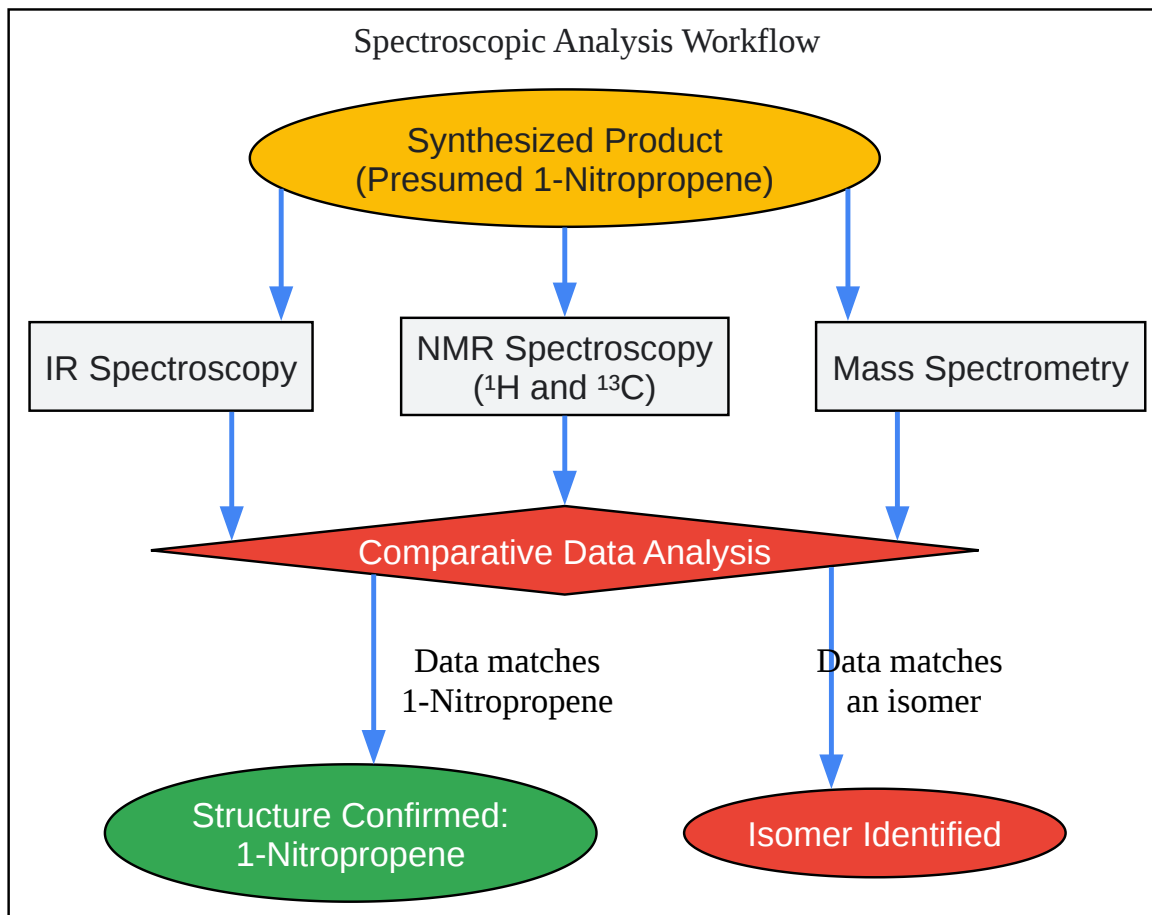 Spectroscopic Analysis Workflow
Synthesized Product
(Presumed 1-Nitropropene)
IR Spectroscopy
NMR Spectroscopy
(¹H and ¹³C)
Mass Spectrometry
Comparative Data Analysis
Data matches
1-Nitropropene
Data matches
an isomer
Structure Confirmed:
1-Nitropropene
Isomer Identified